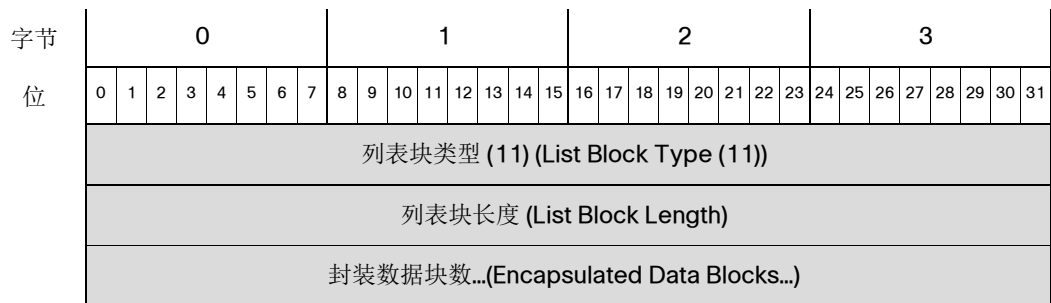 字节 0 1 2 3
位 0 1 2 3 4 5 6 7 8 9 10 11 12 13 14 15 16 17 18 19 20 21 22 23 24 25 26 27 28 29 30 31
列表块类型 (11) (List Block Type (11))
列表块长度 (List Block Length)
封装数据块数...(Encapsulated Data Blocks...)